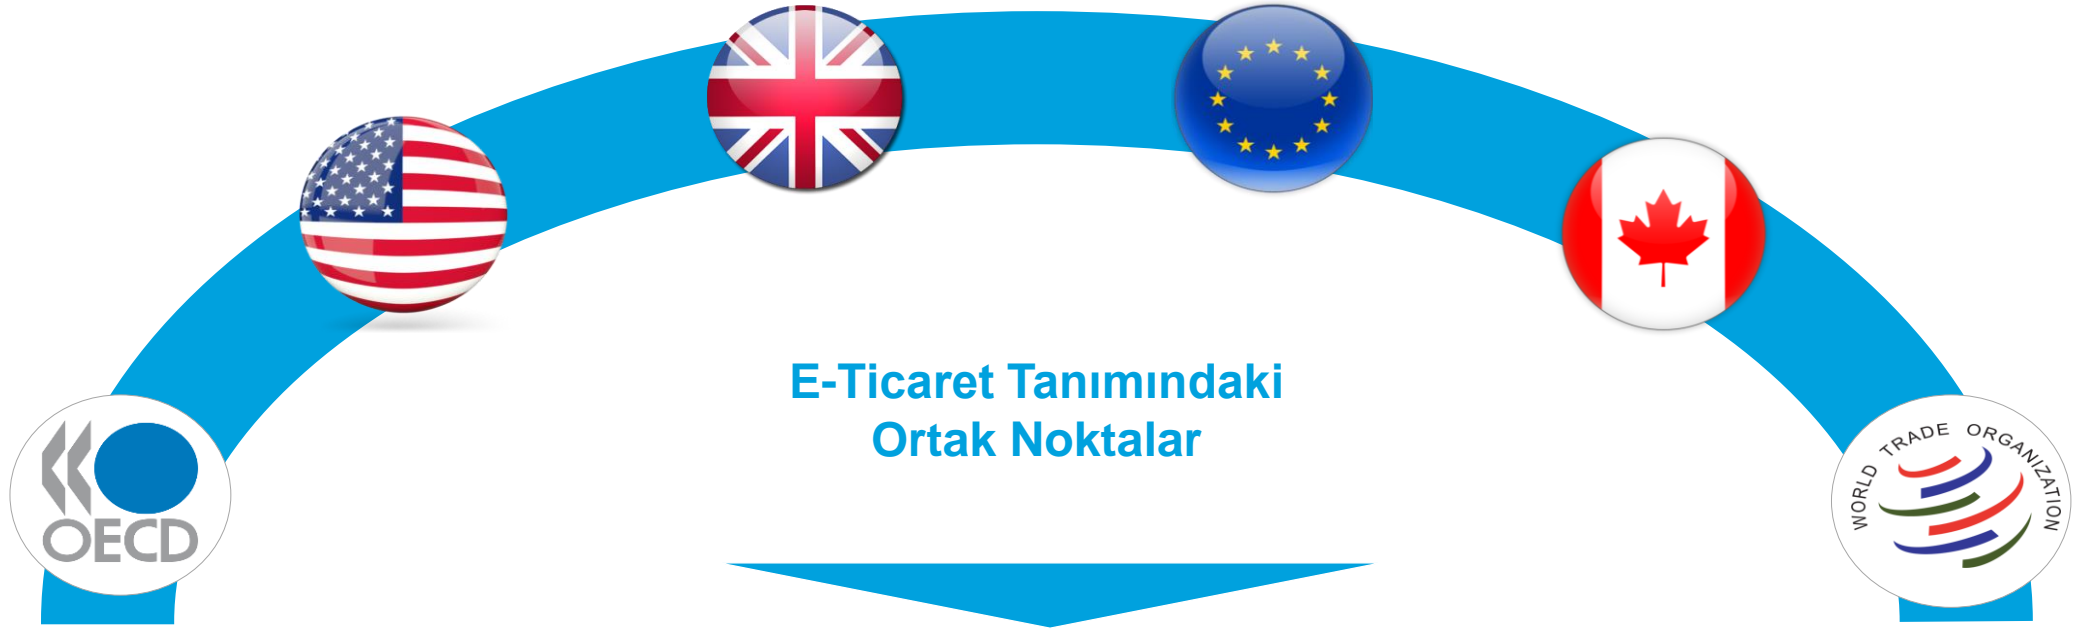 E-Ticaret Tanımındaki
Ortak Noktalar
OECD
WORLD TRADE ORGANIZATION